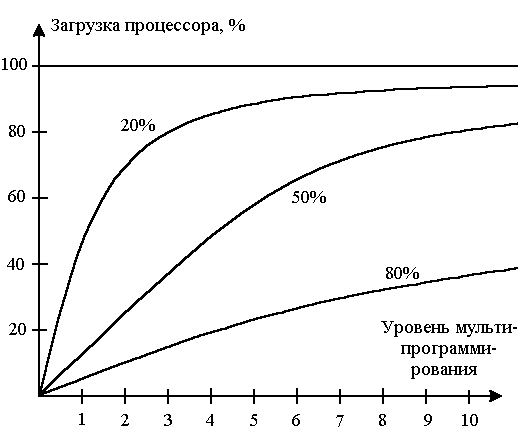 Загрузка процессора, %
100
80
60
40
20
20%
50%
80%
Уровень мульти-
программи-
рования
1 2 3 4 5 6 7 8 9 10